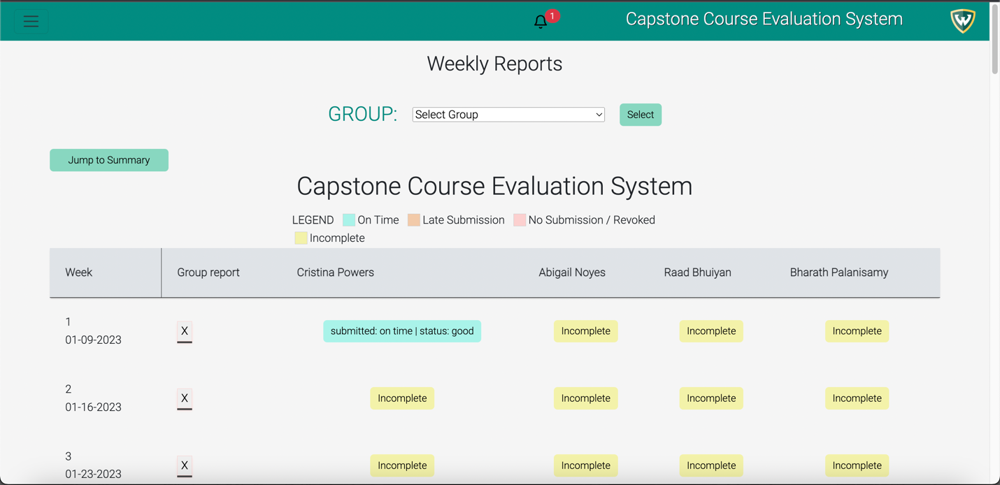 1
Capstone Course Evaluation System
W
Weekly Reports
GROUP: Select Group Select
Jump to Summary
Capstone Course Evaluation System
LEGEND On Time Late Submission No Submission / Revoked
Incomplete
Week Group report Cristina Powers Abigail Noyes Raad Bhuiyan Bharath Palanisamy
1
01-09-2023 X submitted: on time | status: good Incomplete Incomplete Incomplete
2
01-16-2023 X Incomplete Incomplete Incomplete Incomplete
3
01-23-2023 X Incomplete Incomplete Incomplete Incomplete